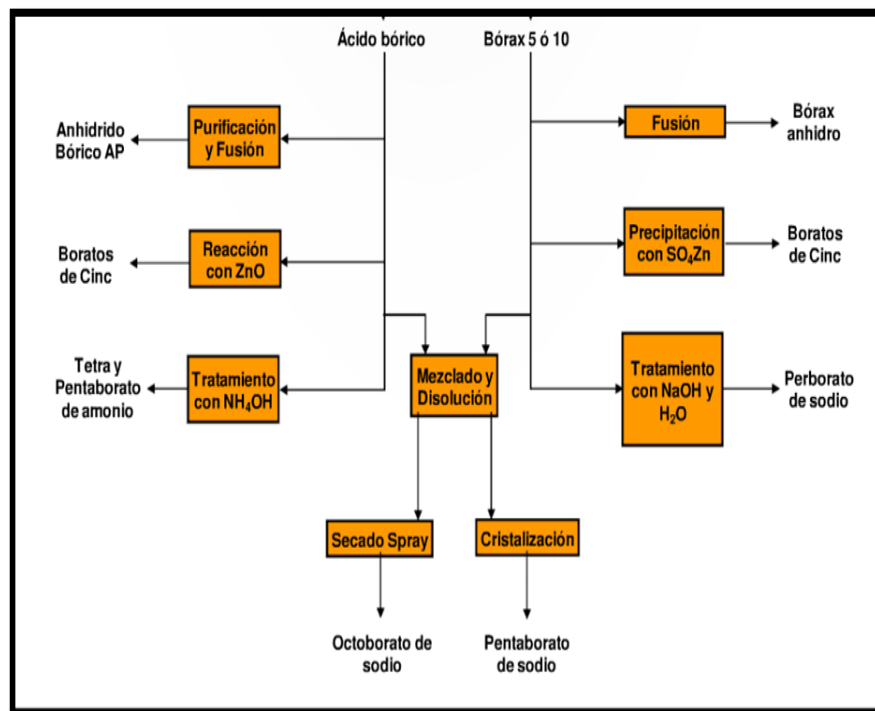 Ácido bórico
Bórax 5 ó 10
Anhidrido
Bórico AP
Purificación
y Fusión
Fusión
Bórax
anhidro
Boratos
de Cinc
Reacción
con ZnO
Precipitación
con SO₄Zn
Boratos
de Cinc
Tetra y
Pentaborato
de amonio
Tratamiento
con NH₄OH
Mezclado y
Disolución
Tratamiento
con NaOH y
H₂O
Perborato
de sodio
Secado Spray
Cristalización
Octoborato de
sodio
Pentaborato
de sodio